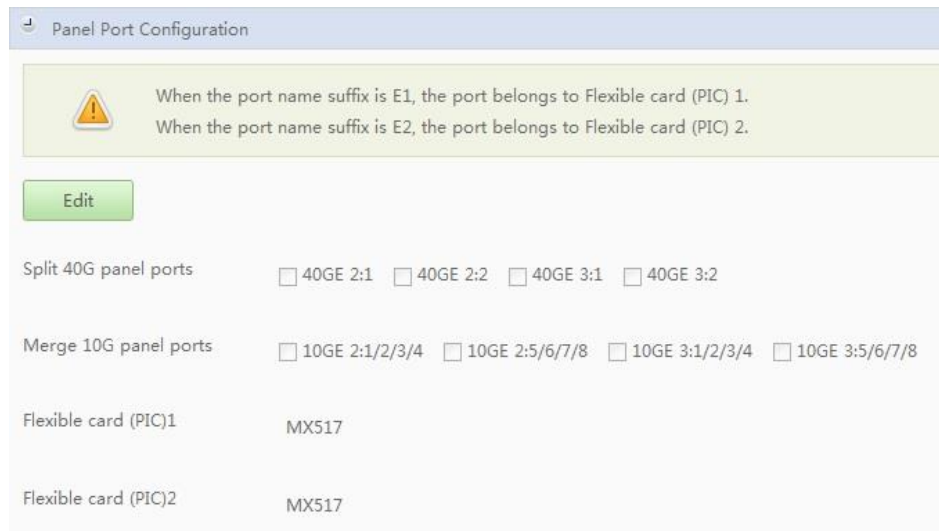 Panel Port Configuration
When the port name suffix is E1, the port belongs to Flexible card (PIC) 1.
When the port name suffix is E2, the port belongs to Flexible card (PIC) 2.
Edit
Split 40G panel ports 40GE 2:1 40GE 2:2 40GE 3:1 40GE 3:2
Merge 10G panel ports 10GE 2:1/2/3/4 10GE 2:5/6/7/8 10GE 3:1/2/3/4 10GE 3:5/6/7/8
Flexible card (PIC)1 MX517
Flexible card (PIC)2 MX517